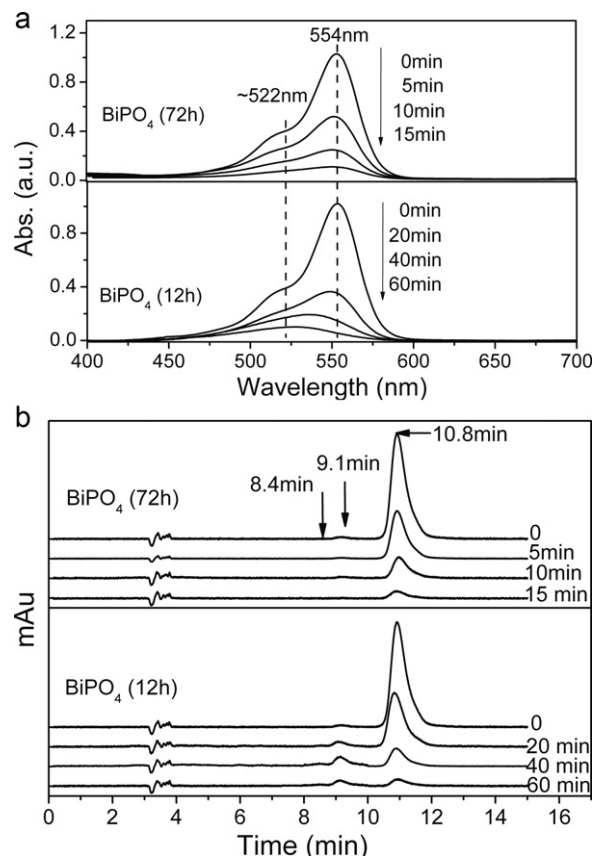 a
1.2
0.8
0.4
0.0
Abs. (a.u.)
554nm
~522nm
BiPO₄ (72h)
0min
5min
10min
15min
0.8
0.4
0.0
BiPO₄ (12h)
0min
20min
40min
60min
400 450 500 550 600 650 700
Wavelength (nm)
b
mAu
10.8min
9.1min
8.4min
BiPO₄ (72h)
0
5min
10min
15 min
BiPO₄ (12h)
0
20 min
40 min
60 min
0 2 4 6 8 10 12 14 16
Time (min)